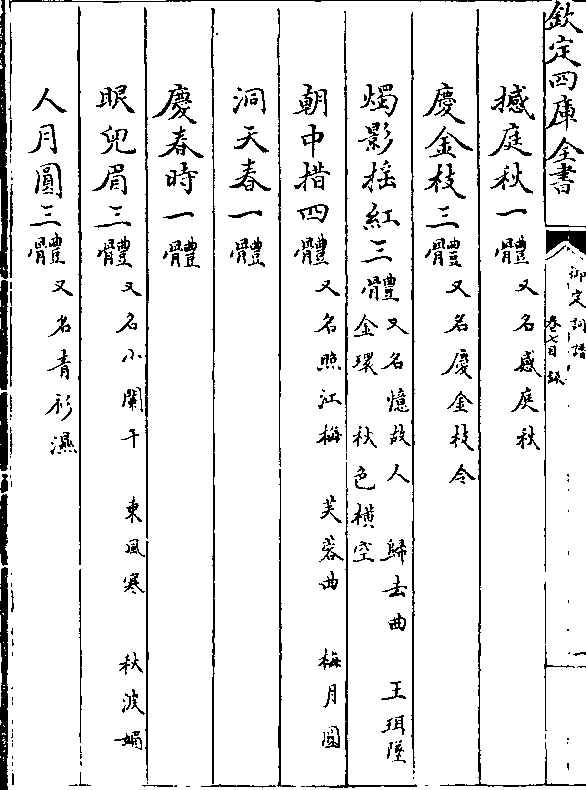 欽定四庫全書
御定詞譜
卷七目錄
一
撼庭秋一體又名感庭秋
慶金枝三體又名慶金枝令
燭影搖紅三體又名憶故人 歸去曲 玉珥墜 金環 秋色橫空
朝中措四體又名照江梅 芙蓉曲 梅月圓
洞天春一體
慶春時一體
眼兒眉三體又名小闌干 東風寒 秋波媚
人月圓三體又名青衫濕